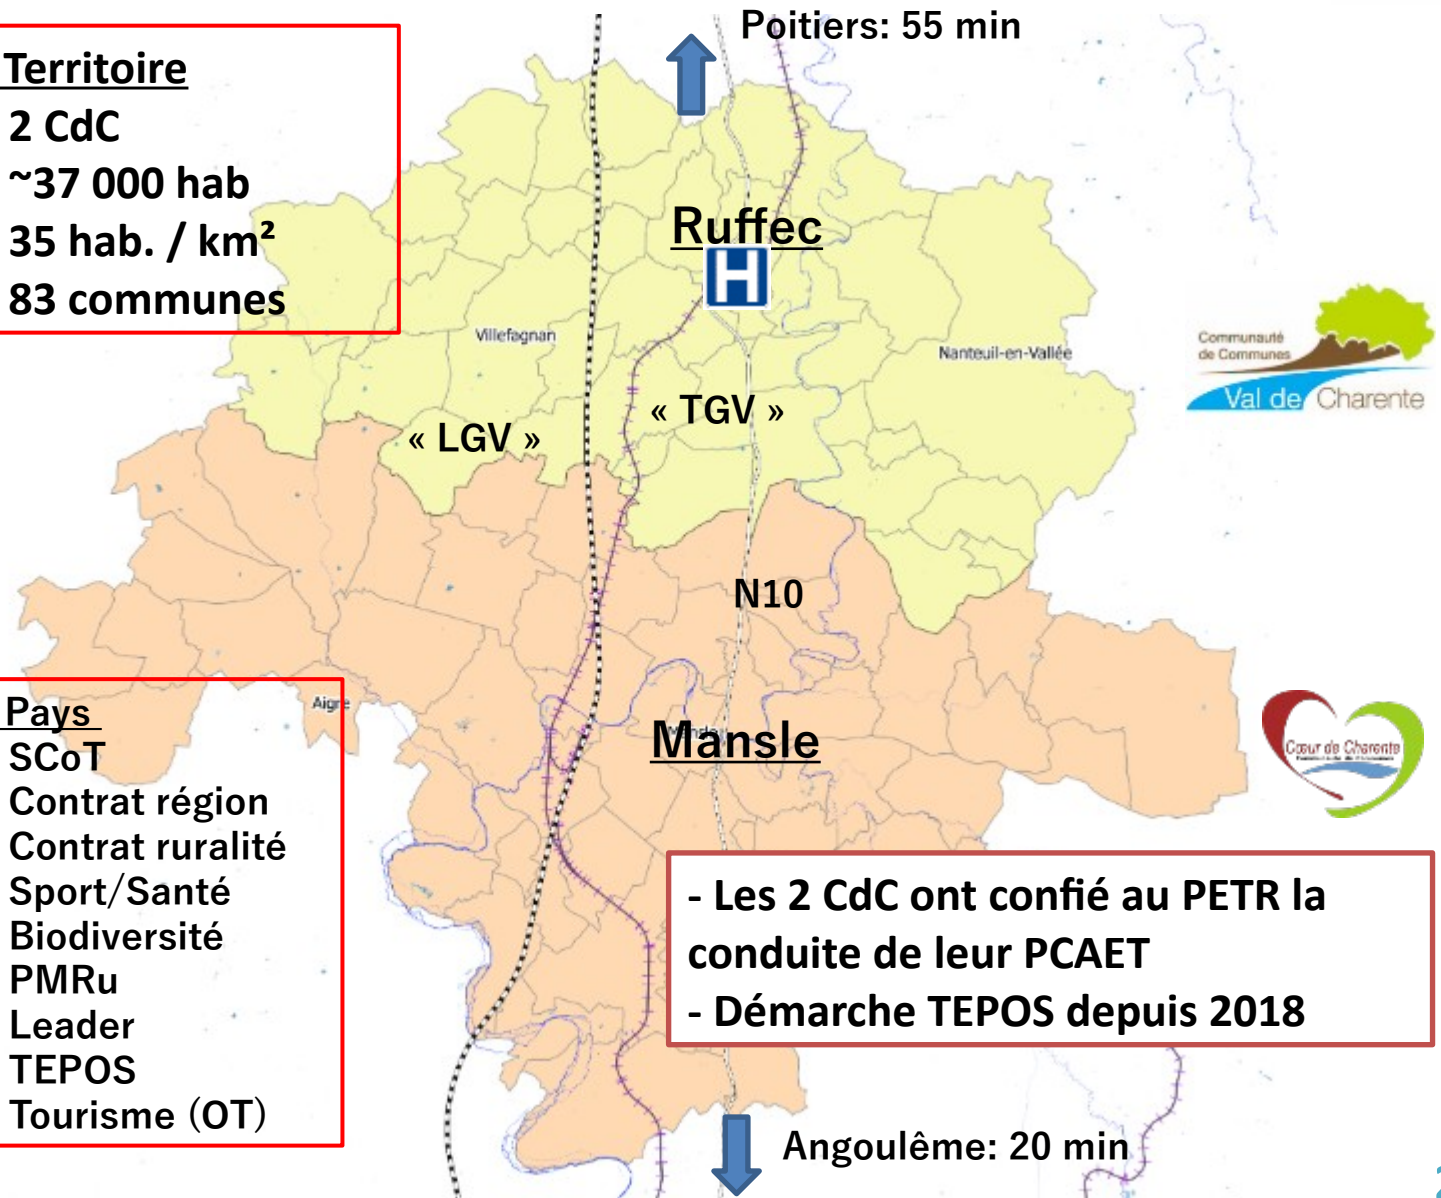 Poitiers: 55 min
Territoire
2 CdC
~37 000 hab
35 hab. / km²
83 communes
Ruffec
H
Villefagnan
Nanteuil-en-Vallée
Communauté
de Communes
Val de Charente
« TGV »
« LGV »
N10
Aigre
Mansle
Mansle
Cœur de Charente
Pays
SCoT
Contrat région
Contrat ruralité
Sport/Santé
Biodiversité
PMRu
Leader
TEPOS
Tourisme (OT)
- Les 2 CdC ont confié au PETR la
conduite de leur PCAET
- Démarche TEPOS depuis 2018
Angoulême: 20 min